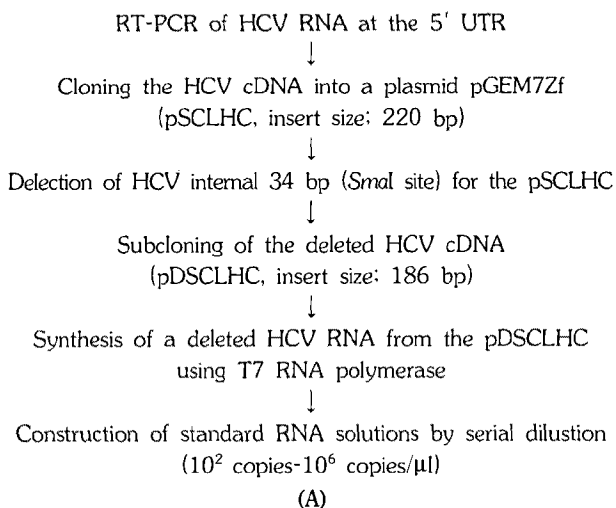 RT-PCR of HCV RNA at the 5' UTR
↓
Cloning the HCV cDNA into a plasmid pGEM7Zf
(pSCLHC, insert size; 220 bp)
↓
Delection of HCV internal 34 bp (SmaI site) for the pSCLHC
↓
Subcloning of the deleted HCV cDNA
(pDSCLHC, insert size; 186 bp)
↓
Synthesis of a deleted HCV RNA from the pDSCLHC
using T7 RNA polymerase
↓
Construction of standard RNA solutions by serial dilustion
(10² copies-10⁶ copies/μl)
(A)